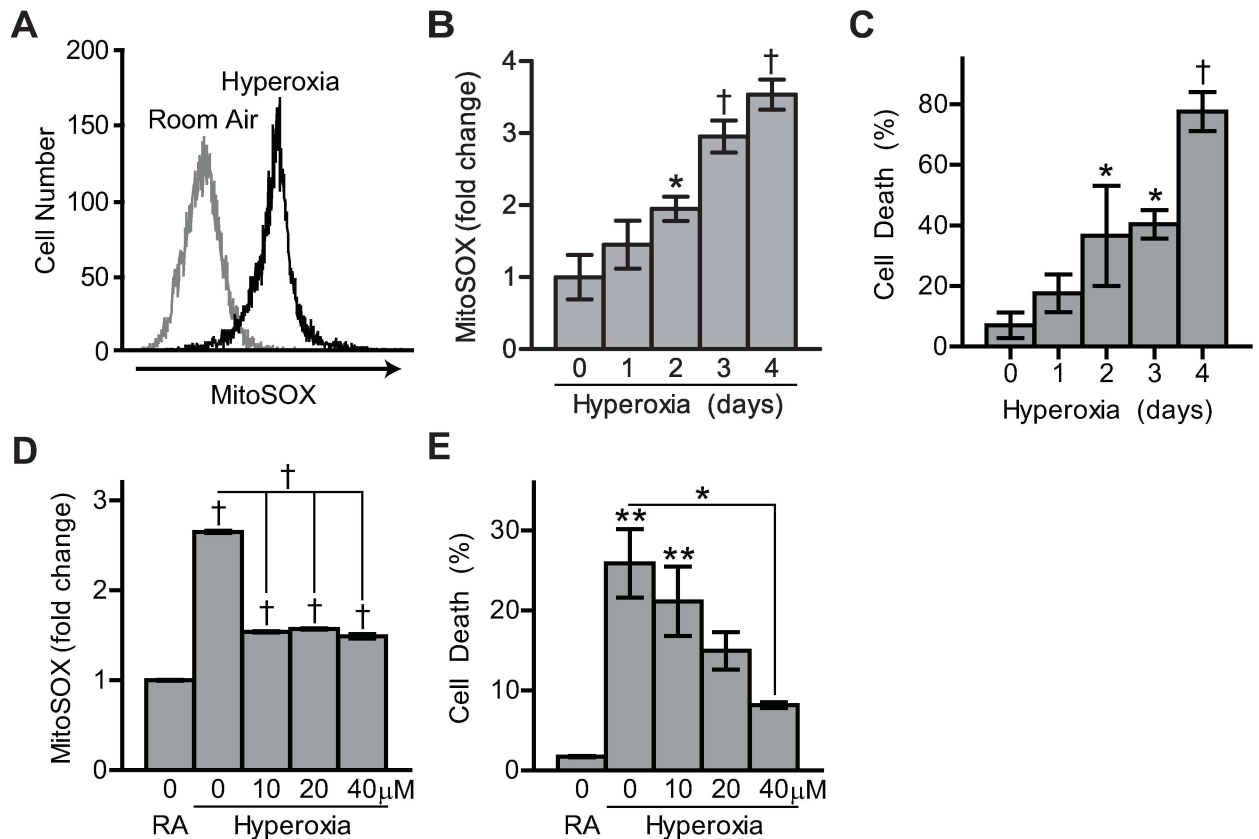 A
200
150
100
50
0
Cell Number
Hyperoxia
Room Air
MitoSOX
B
4
3
2
1
0
MitoSOX (fold change)
*
†
†
0 1 2 3 4
Hyperoxia (days)
C
80
60
40
20
0
Cell Death (%)
*
*
†
0 1 2 3 4
Hyperoxia (days)
D
3
2
1
0
MitoSOX (fold change)
†
†
† † †
0 0 10 20 40µM
RA Hyperoxia
E
30
20
10
0
Cell Death (%)
*
**
**
0 0 10 20 40µM
RA Hyperoxia